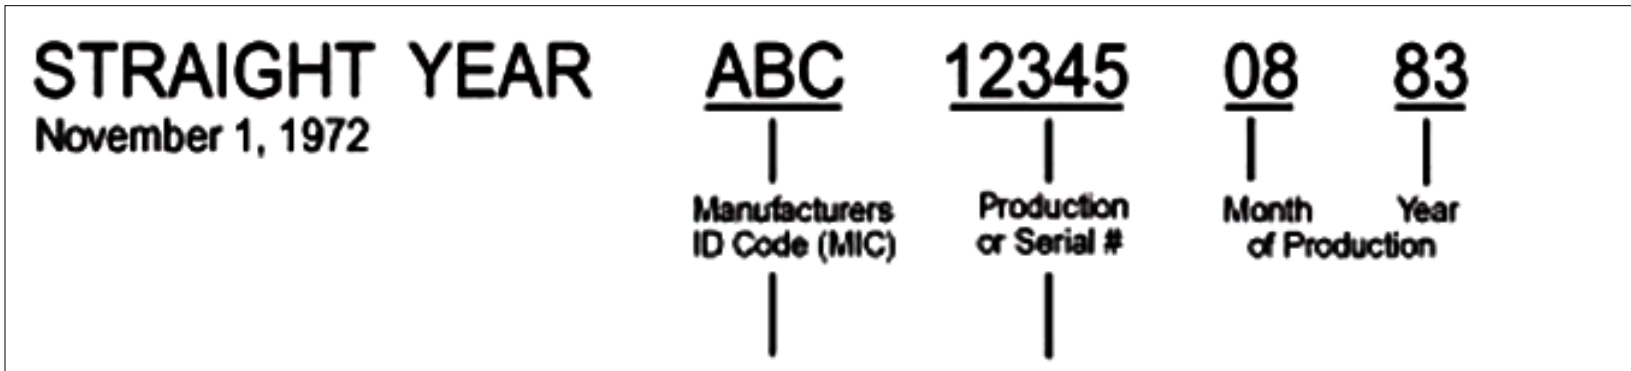 STRAIGHT YEAR ABC 12345 08 83
November 1, 1972
Manufacturers Production Month Year
ID Code (MIC) or Serial # of Production